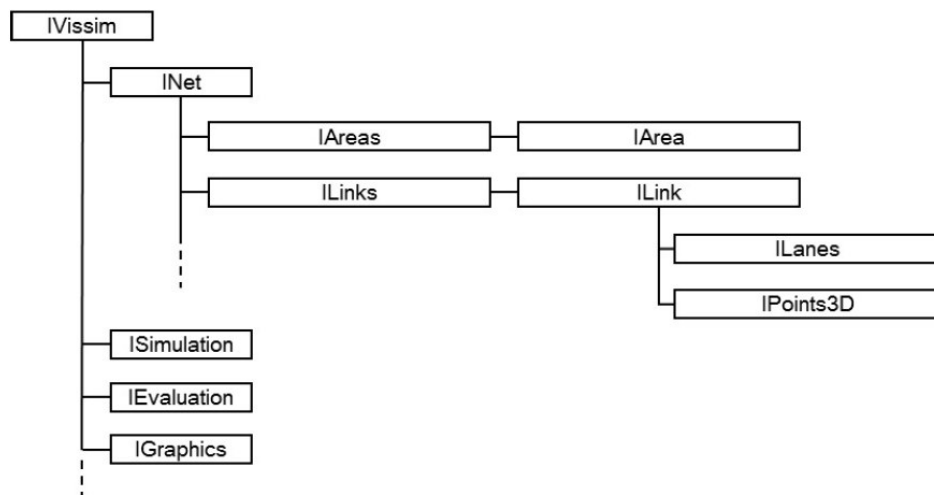 IVissim
INet
IAreas IArea
ILinks ILink
ILanes
IPoints3D
ISimulation
IEvaluation
IGraphics